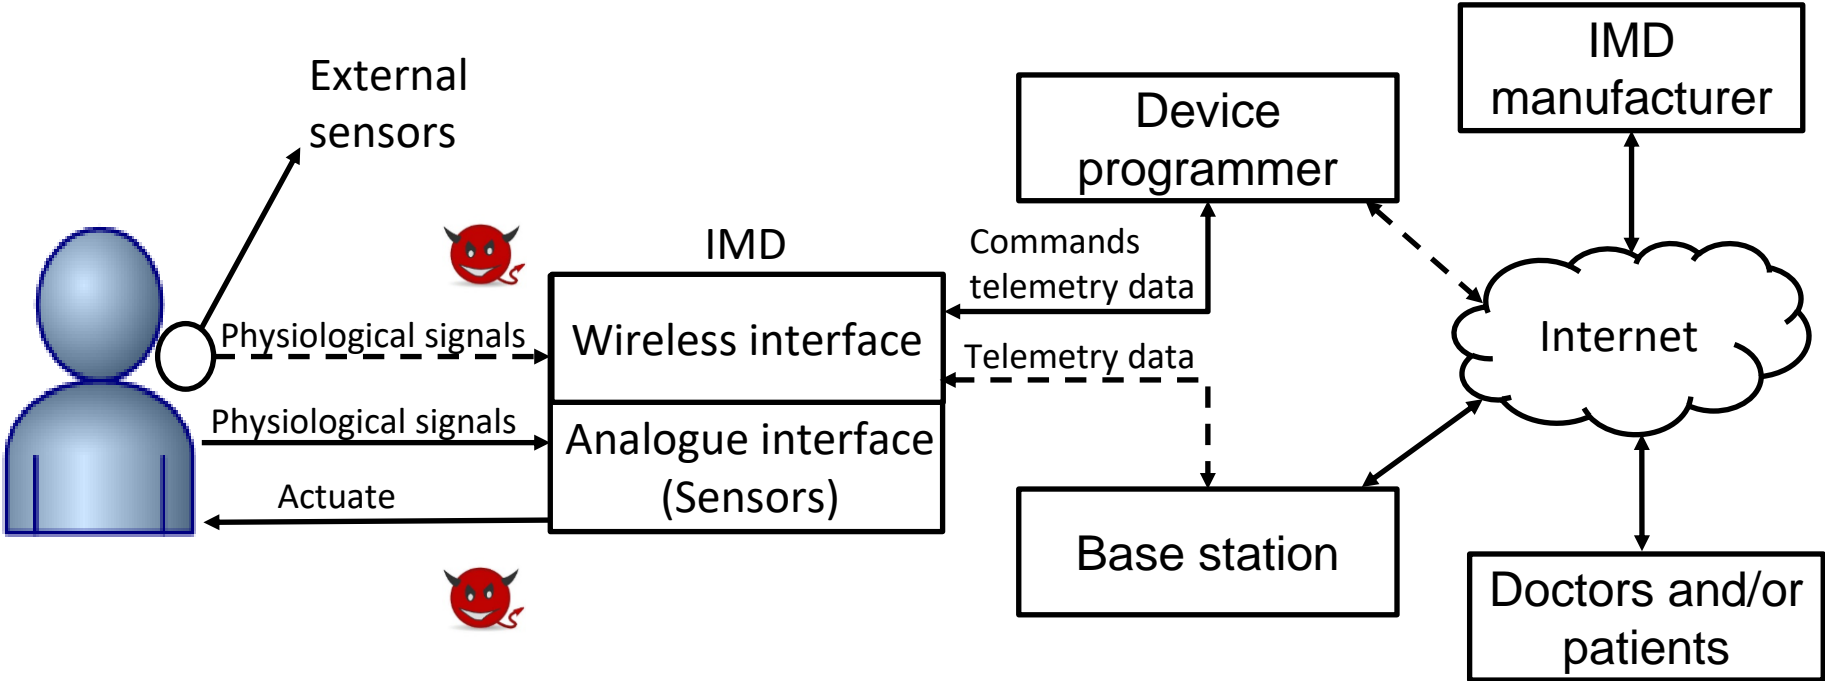 External
sensors
IMD
Physiological signals
Wireless interface
Physiological signals
Analogue interface
(Sensors)
Actuate
Commands
telemetry data
Telemetry data
Device
programmer
Base station
IMD
manufacturer
Internet
Doctors and/or
patients